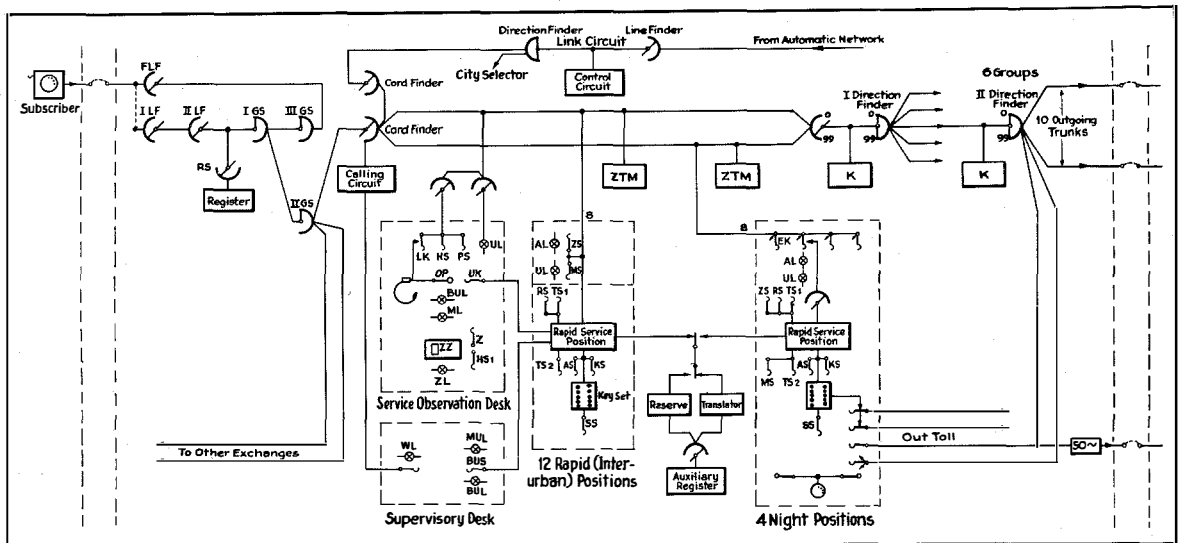 Direction Finder
Line Finder
Link Circuit
From Automatic Network
City Selector
Control Circuit
Subscriber
FLF
I LF
II LF
I GS
III GS
RS
Register
II GS
To Other Exchanges
Cord Finder
Cord Finder
Calling Circuit
ZTM
ZTM
0
99
K
I Direction Finder
0
99
6 Groups
K
II Direction Finder
0
99
10 Outgoing Trunks
a
a
LK HS PS
UL
OP UK
BUL
ML
ZZ
Z
HS1
ZL
Service Observation Desk
WL
MUL
BUS
BUL
Supervisory Desk
AL ZS
UL MS
RS TS1
Rapid Service Position
TS2 AS KS
Key Set
SS
12 Rapid (Inter-
urban) Positions
Reserve
Translator
Auxiliary Register
EK
AL
UL
ZS RS TS1
Rapid Service Position
MS TS2 AS KS
SS
4 Night Positions
Out Toll
50~